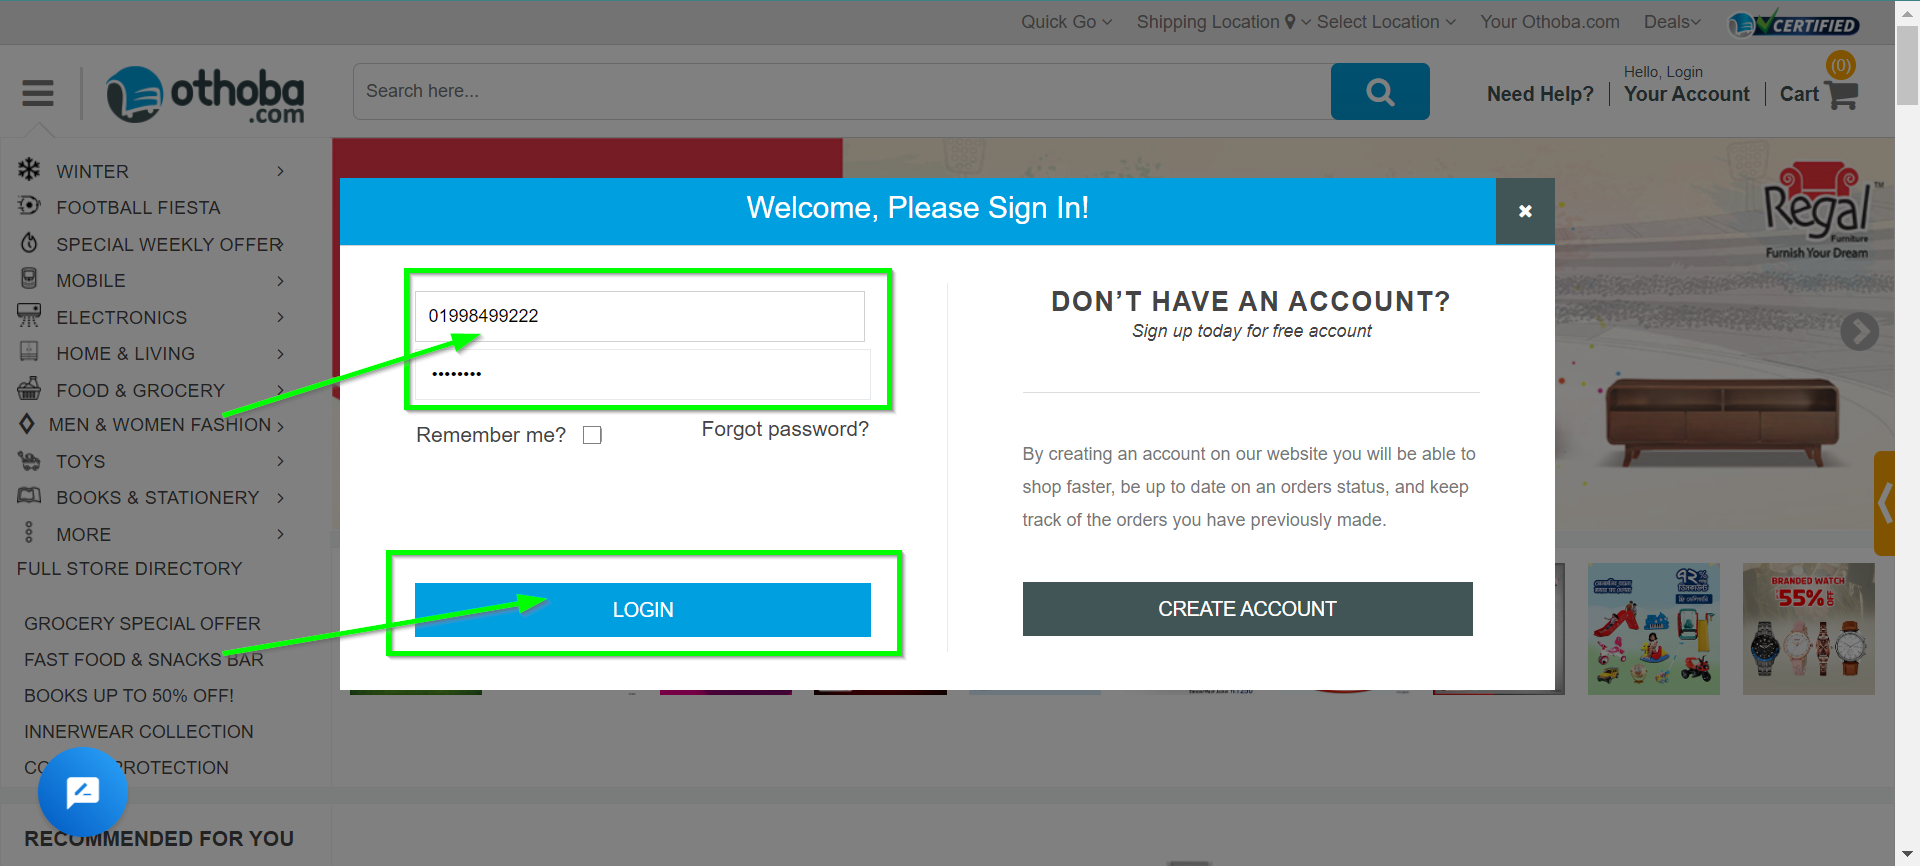 Quick Go
Shipping Location
Select Location
Your Othoba.com
Deals
CERTIFIED
othoba
.com
Search here...
Need Help?
Hello, Login
Your Account
Cart
(0)
WINTER
FOOTBALL FIESTA
SPECIAL WEEKLY OFFER
MOBILE
ELECTRONICS
HOME & LIVING
FOOD & GROCERY
MEN & WOMEN FASHION
TOYS
BOOKS & STATIONERY
MORE
FULL STORE DIRECTORY
GROCERY SPECIAL OFFER
FAST FOOD & SNACKS BAR
BOOKS UP TO 50% OFF!
INNERWEAR COLLECTION
PROTECTION
RECOMMENDED FOR YOU
Welcome, Please Sign In!
01998499222
••••••••
Remember me?
Forgot password?
LOGIN
DON’T HAVE AN ACCOUNT?
Sign up today for free account
By creating an account on our website you will be able to
shop faster, be up to date on an orders status, and keep
track of the orders you have previously made.
CREATE ACCOUNT
Regal
TM
Furniture
Furnish Your Dream
৭২%
BRANDED WATCH
55% OFF